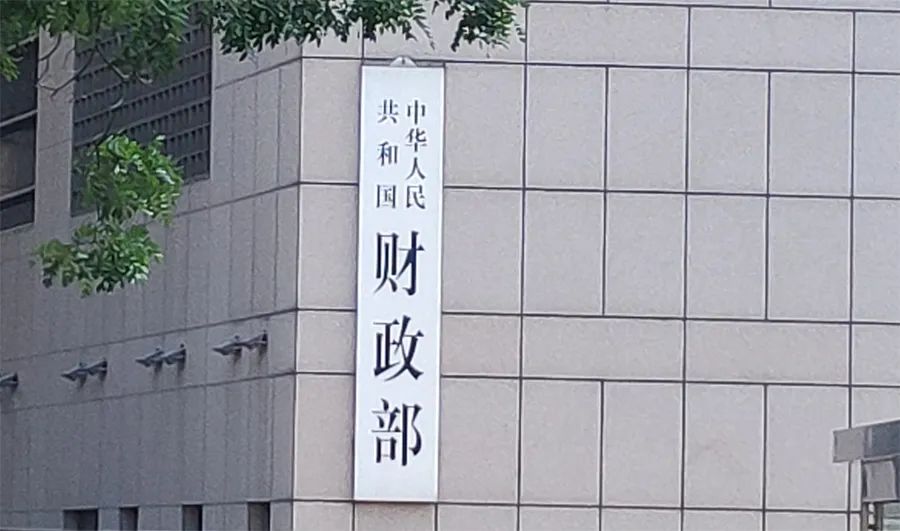 中华人民
共和国
财政部